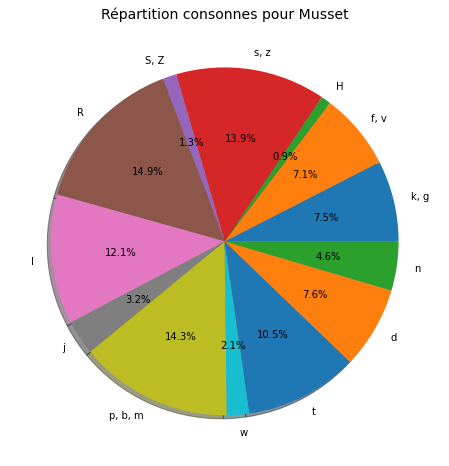 Répartition consonnes pour Musset
k, g
7.5%
f, v
7.1%
H
0.9%
s, z
13.9%
S, Z
1.3%
R
14.9%
l
12.1%
j
3.2%
p, b, m
14.3%
w
2.1%
t
10.5%
d
7.6%
n
4.6%